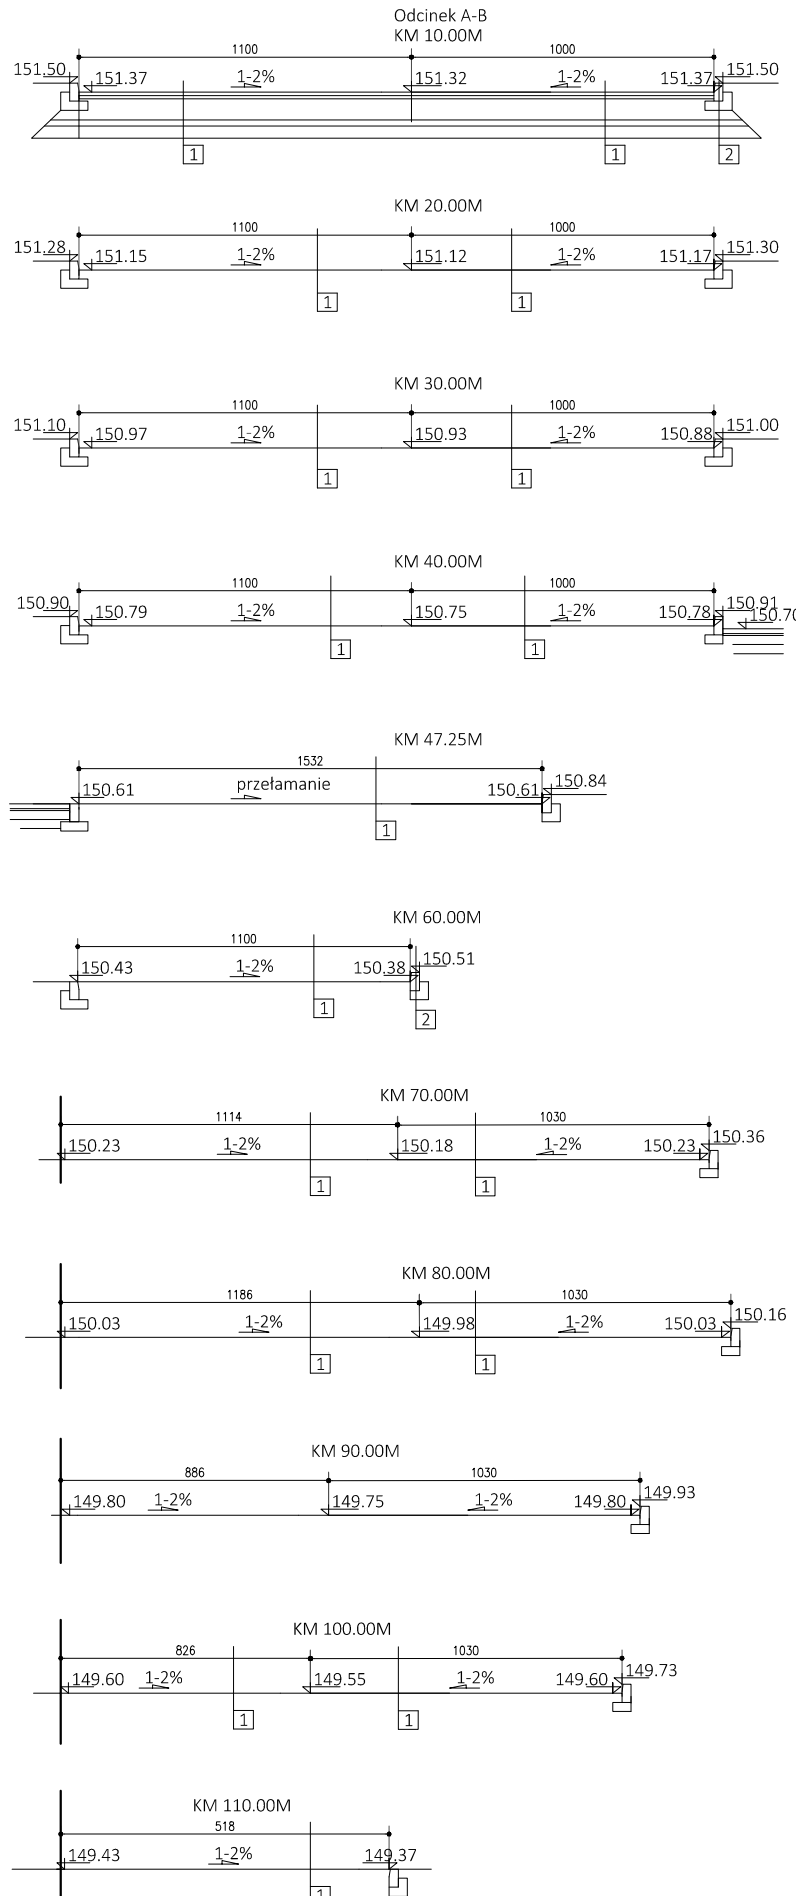 Odcinek A-B
KM 10.00M
1100 1000
151.50 151.37 1-2% 151.32 1-2% 151.37 151.50
1 1 2
KM 20.00M
1100 1000
151.28 151.15 1-2% 151.12 1-2% 151.17 151.30
1 1
KM 30.00M
1100 1000
151.10 150.97 1-2% 150.93 1-2% 150.88 151.00
1 1
KM 40.00M
1100 1000
150.90 150.79 1-2% 150.75 1-2% 150.78 150.91 150.70
1 1
KM 47.25M
1532
150.61 przełamanie 150.61 150.84
1
KM 60.00M
1100
150.43 1-2% 150.38 150.51
1 2
KM 70.00M
1114 1030
150.23 1-2% 150.18 1-2% 150.23 150.36
1 1
KM 80.00M
1186 1030
150.03 1-2% 149.98 1-2% 150.03 150.16
1 1
KM 90.00M
886 1030
149.80 1-2% 149.75 1-2% 149.80 149.93
KM 100.00M
826 1030
149.60 1-2% 149.55 1-2% 149.60 149.73
1 1
KM 110.00M
518
149.43 1-2% 149.37
1